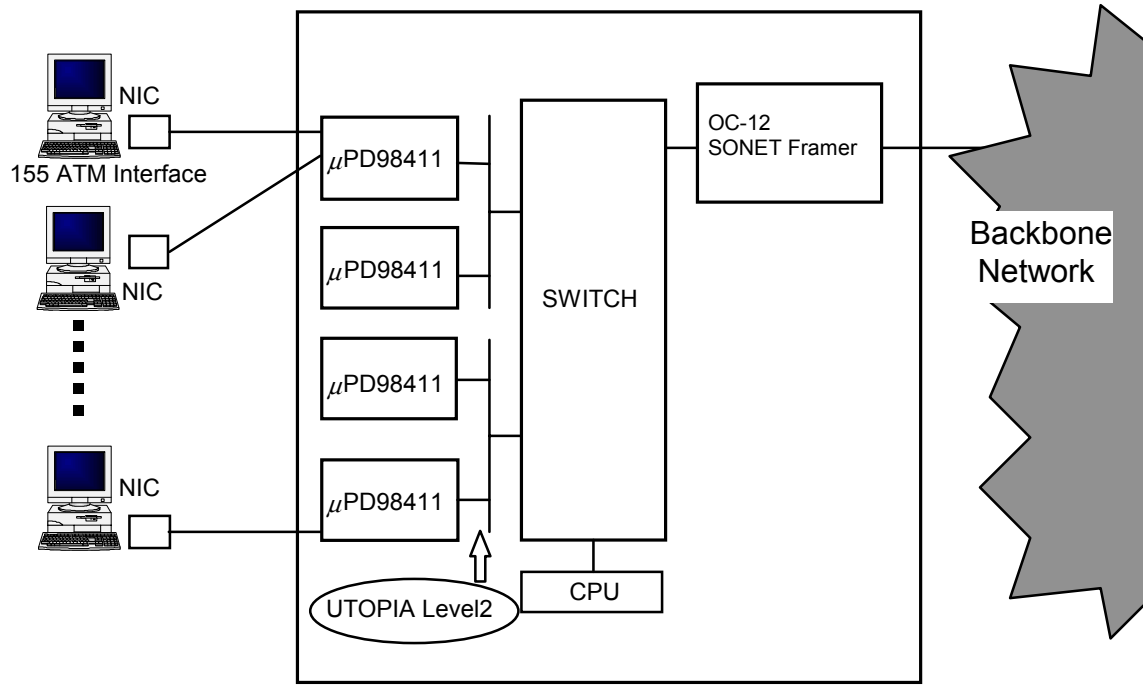 NIC
155 ATM Interface
NIC
NIC
μPD98411
μPD98411
μPD98411
μPD98411
UTOPIA Level2
SWITCH
CPU
OC-12
SONET Framer
Backbone
Network